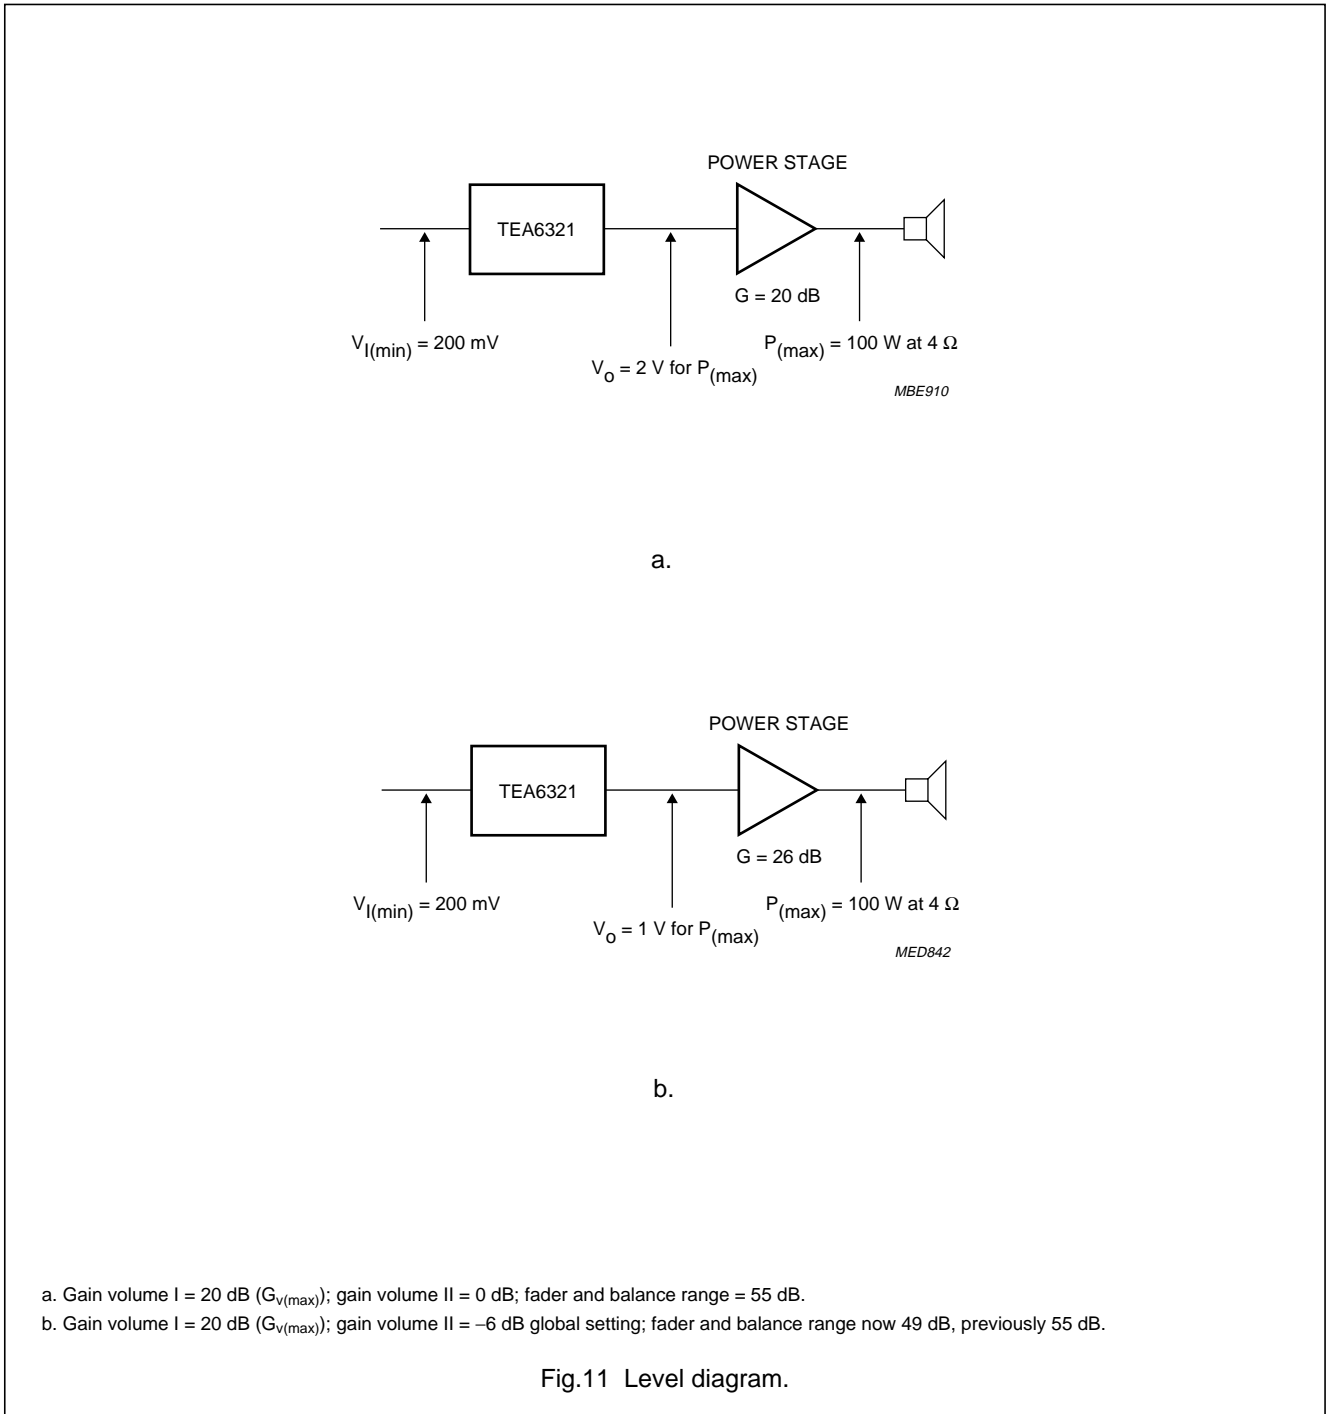 POWER STAGE
TEA6321
G = 20 dB
V_I(min) = 200 mV
P_(max) = 100 W at 4 Ω
V_o = 2 V for P_(max)
MBE910
a.
POWER STAGE
TEA6321
G = 26 dB
V_I(min) = 200 mV
P_(max) = 100 W at 4 Ω
V_o = 1 V for P_(max)
MED842
b.
a. Gain volume I = 20 dB (G_v(max)); gain volume II = 0 dB; fader and balance range = 55 dB.
b. Gain volume I = 20 dB (G_v(max)); gain volume II = −6 dB global setting; fader and balance range now 49 dB, previously 55 dB.
Fig.11 Level diagram.